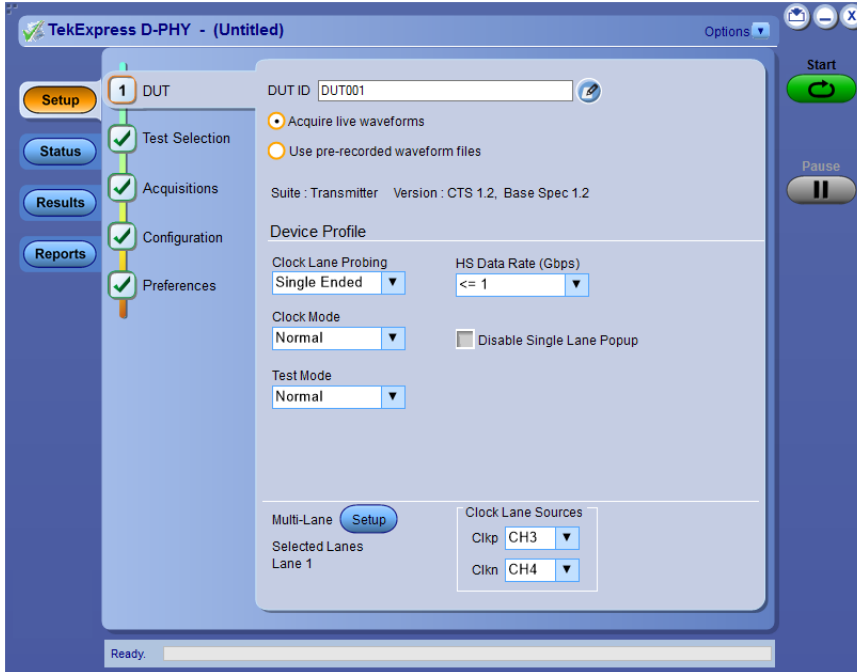 TekExpress D-PHY - (Untitled)
Options
Start
Pause
Setup
Status
Results
Reports
1 DUT
Test Selection
Acquisitions
Configuration
Preferences
DUT ID DUT001
Acquire live waveforms
Use pre-recorded waveform files
Suite : Transmitter Version : CTS 1.2, Base Spec 1.2
Device Profile
Clock Lane Probing HS Data Rate (Gbps)
Single Ended <= 1
Clock Mode
Normal Disable Single Lane Popup
Test Mode
Normal
Multi-Lane Setup
Selected Lanes
Lane 1
Clock Lane Sources
Clkp CH3
Clkn CH4
Ready.